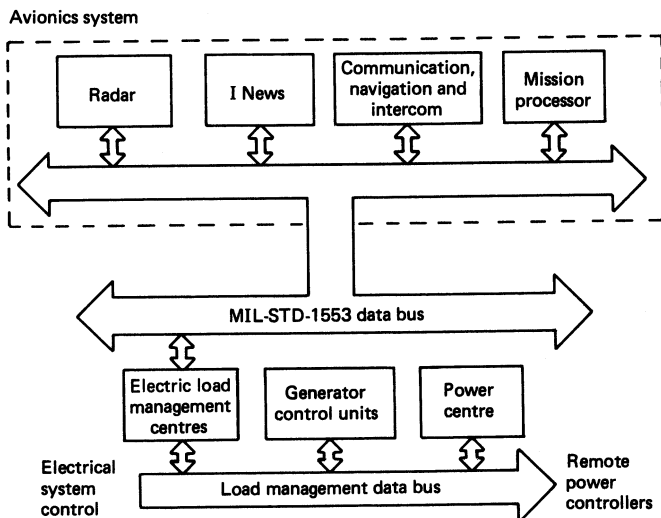 Avionics system
Radar
I News
Communication,
navigation and
intercom
Mission
processor
MIL-STD-1553 data bus
Electric load
management
centres
Generator
control units
Power
centre
Electrical
system
control
Load management data bus
Remote
power
controllers